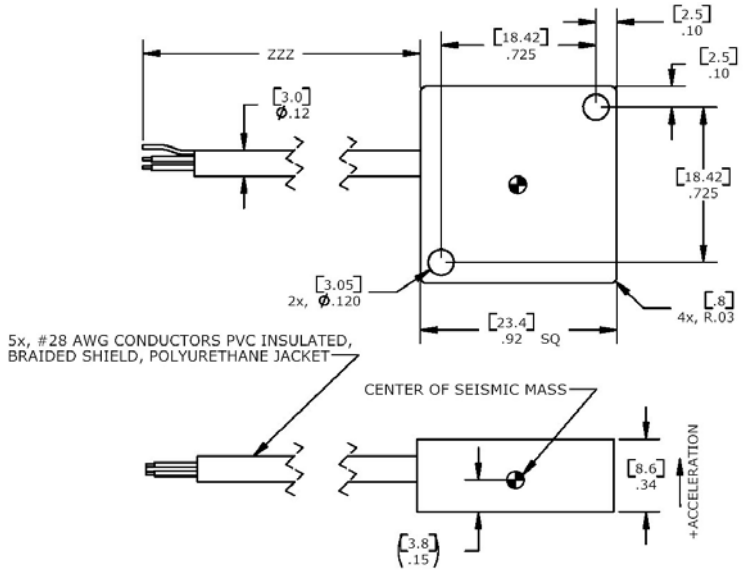 [2.5]
.10
[18.42]
.725
[2.5]
.10
ZZZ
[3.0]
Ø.12
[18.42]
.725
[3.05]
2x, Ø.120
[.8]
4x, R.03
[23.4]
.92 SQ
5x, #28 AWG CONDUCTORS PVC INSULATED,
BRAIDED SHIELD, POLYURETHANE JACKET
CENTER OF SEISMIC MASS
[8.6]
.34
+ACCELERATION
([3.8]
.15)